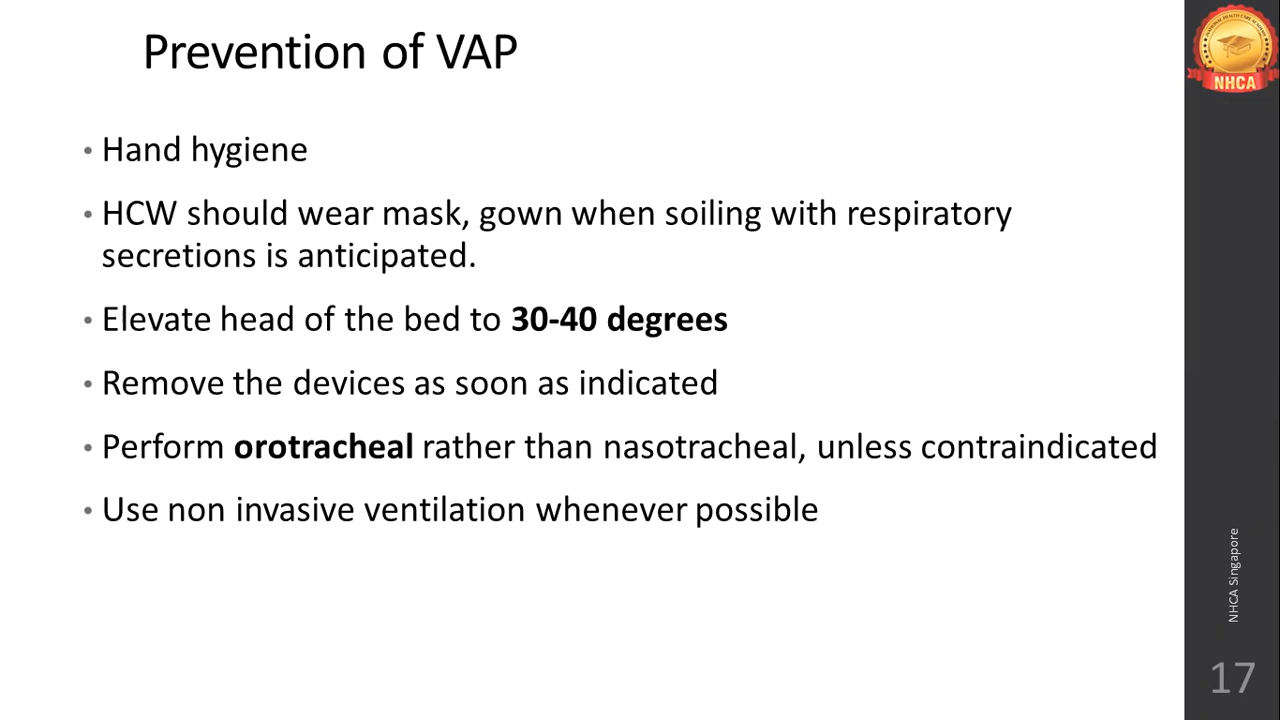 Prevention of VAP
• Hand hygiene
• HCW should wear mask, gown when soiling with respiratory
secretions is anticipated.
• Elevate head of the bed to 30-40 degrees
• Remove the devices as soon as indicated
• Perform orotracheal rather than nasotracheal, unless contraindicated
• Use non invasive ventilation whenever possible
NHCA
NHCA Singapore
17